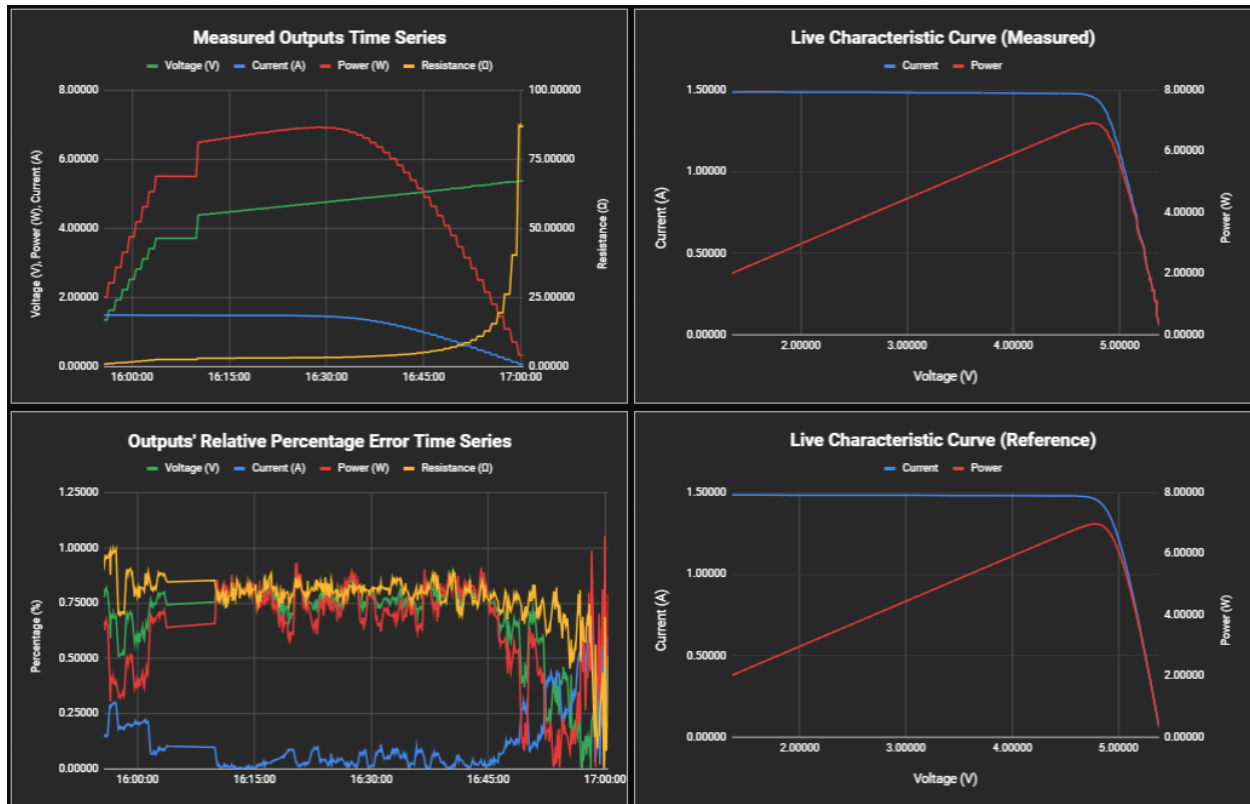 Measured Outputs Time Series
Voltage (V) Current (A) Power (W) Resistance (Ω)
8.00000 100.00000
6.00000 75.00000
4.00000 50.00000
2.00000 25.00000
0.00000 0.00000
Voltage (V), Power (W), Current (A)
Resistance (Ω)
16:00:00 16:15:00 16:30:00 16:45:00 17:00:00
Live Characteristic Curve (Measured)
Current Power
1.50000 8.00000
6.00000
1.00000
4.00000
0.50000
2.00000
0.00000 0.00000
Current (A)
Power (W)
2.00000 3.00000 4.00000 5.00000
Voltage (V)
Outputs' Relative Percentage Error Time Series
Voltage (V) Current (A) Power (W) Resistance (Ω)
1.25000
1.00000
0.75000
0.50000
0.25000
0.00000
Percentage (%)
16:00:00 16:15:00 16:30:00 16:45:00 17:00:00
Live Characteristic Curve (Reference)
Current Power
1.50000 8.00000
6.00000
1.00000
4.00000
0.50000
2.00000
0.00000 0.00000
Current (A)
Power (W)
2.00000 3.00000 4.00000 5.00000
Voltage (V)